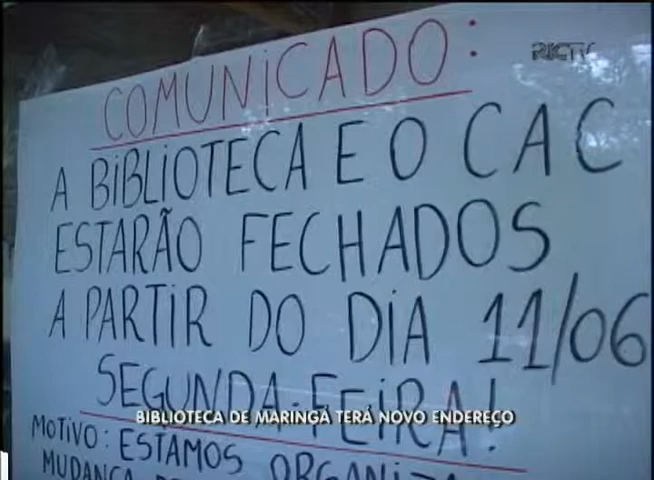 RICTV
COMUNICADO:
A BIBLIOTECA E O CAC
ESTARÃO FECHADOS
A PARTIR DO DIA 11/06
SEGUNDA-FEIRA!
BIBLIOTECA DE MARINGÁ TERÁ NOVO ENDEREÇO
MOTIVO: ESTAMOS
MUDANÇA